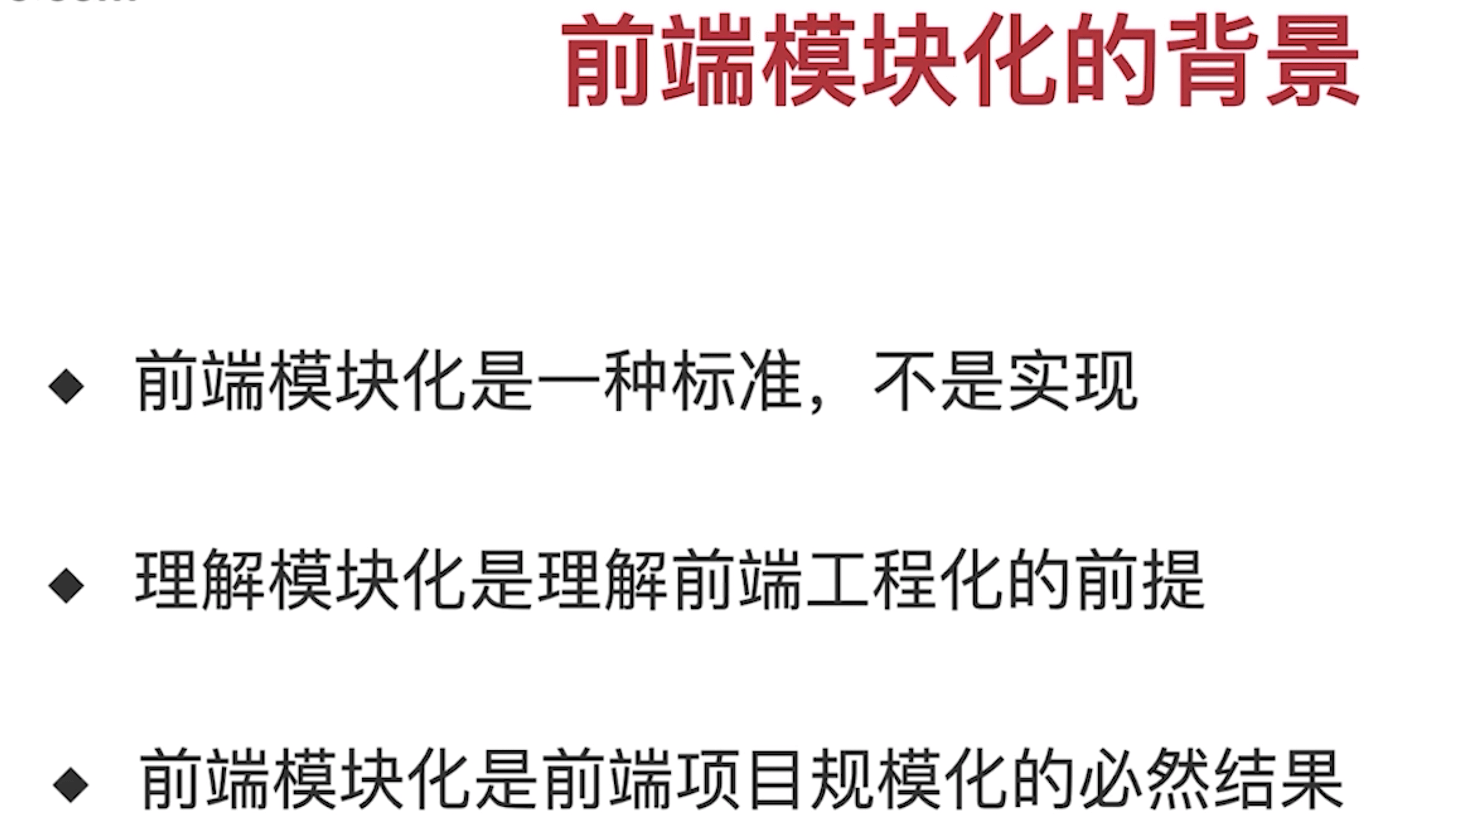 前端模块化的背景
◆ 前端模块化是一种标准，不是实现
◆ 理解模块化是理解前端工程化的前提
◆ 前端模块化是前端项目规模化的必然结果